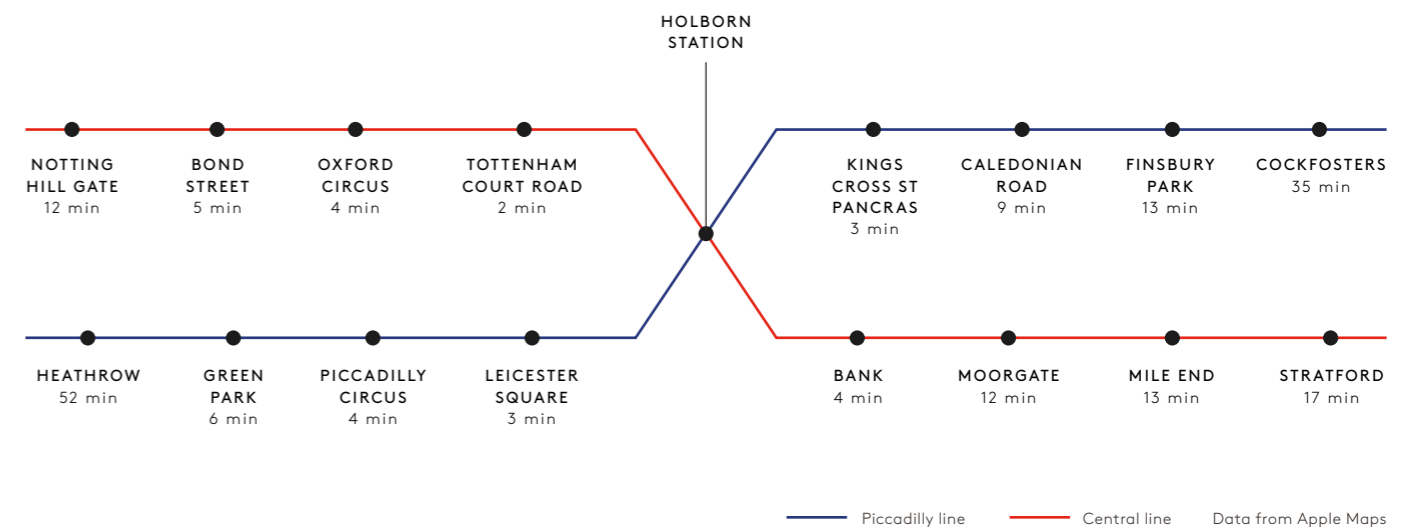 HOLBORN
STATION
NOTTING
HILL GATE
12 min
BOND
STREET
5 min
OXFORD
CIRCUS
4 min
TOTTENHAM
COURT ROAD
2 min
KINGS
CROSS ST
PANCRAS
3 min
CALEDONIAN
ROAD
9 min
FINSBURY
PARK
13 min
COCKFOSTERS
35 min
HEATHROW
52 min
GREEN
PARK
6 min
PICCADILLY
CIRCUS
4 min
LEICESTER
SQUARE
3 min
BANK
4 min
MOORGATE
12 min
MILE END
13 min
STRATFORD
17 min
Piccadilly line
Central line
Data from Apple Maps